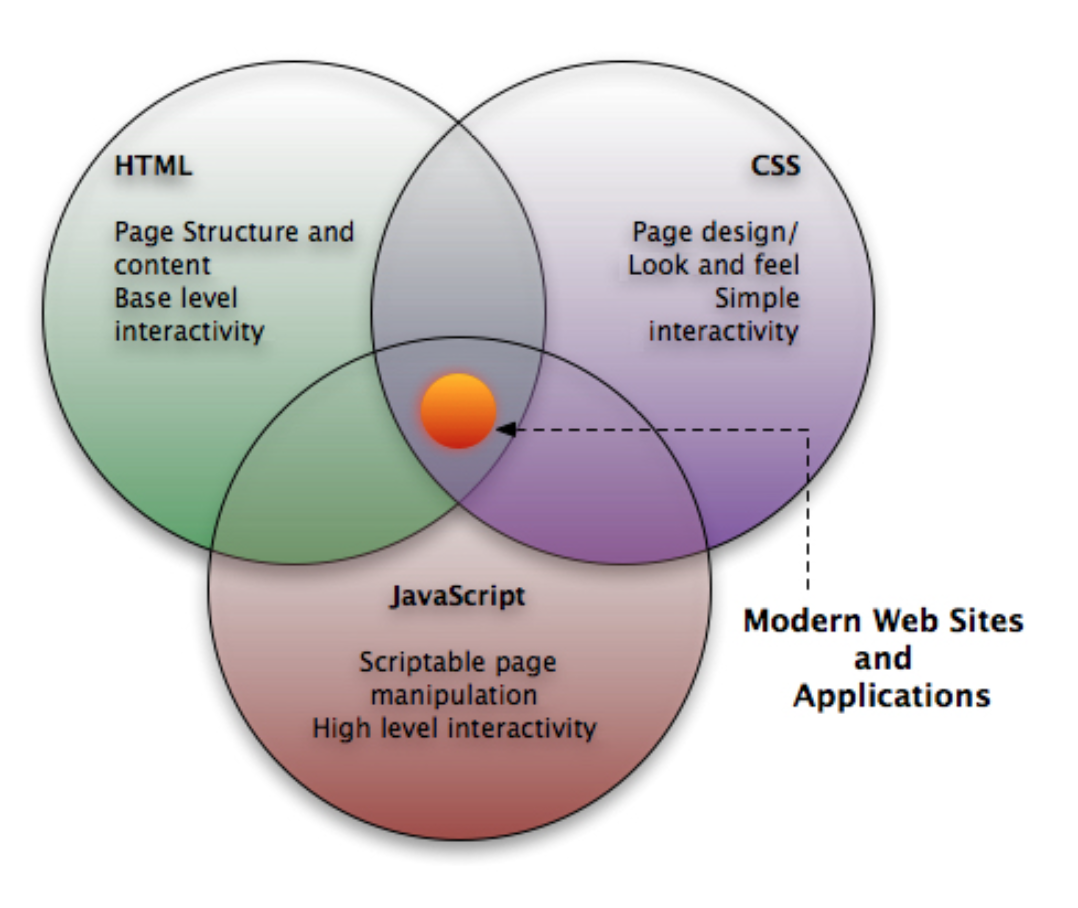 HTML
Page Structure and
content
Base level
interactivity
CSS
Page design/
Look and feel
Simple
interactivity
JavaScript
Scriptable page
manipulation
High level interactivity
Modern Web Sites
and
Applications